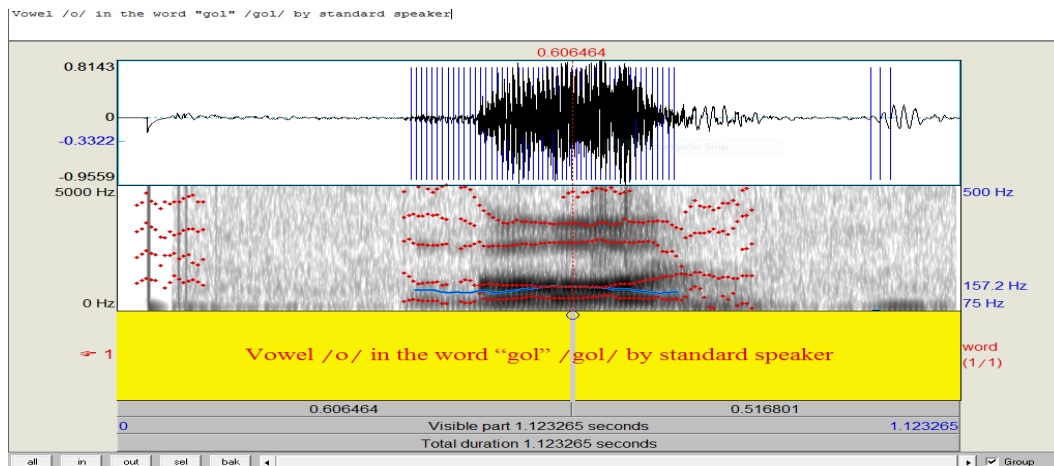 Vowel /o/ in the word "gol" /gol/ by standard speaker
0.606464
0.8143
0
-0.3322
-0.9559
5000 Hz
500 Hz
157.2 Hz
0 Hz
75 Hz
1
Vowel /o/ in the word “gol” /gol/ by standard speaker
word
(1/1)
0.606464
0.516801
0
Visible part 1.123265 seconds
1.123265
Total duration 1.123265 seconds
all
in
out
sel
bak
Group